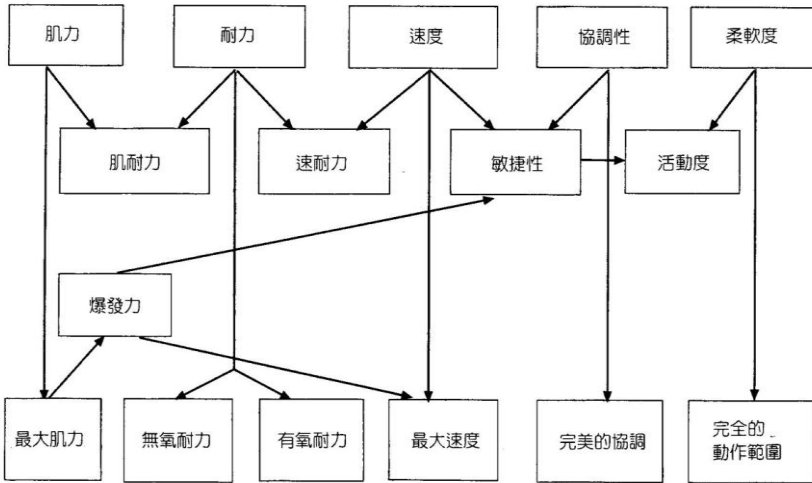 肌力
耐力
速度
協調性
柔軟度
肌耐力
速耐力
敏捷性
活動度
爆發力
最大肌力
無氧耐力
有氧耐力
最大速度
完美的協調
完全的
動作範圍